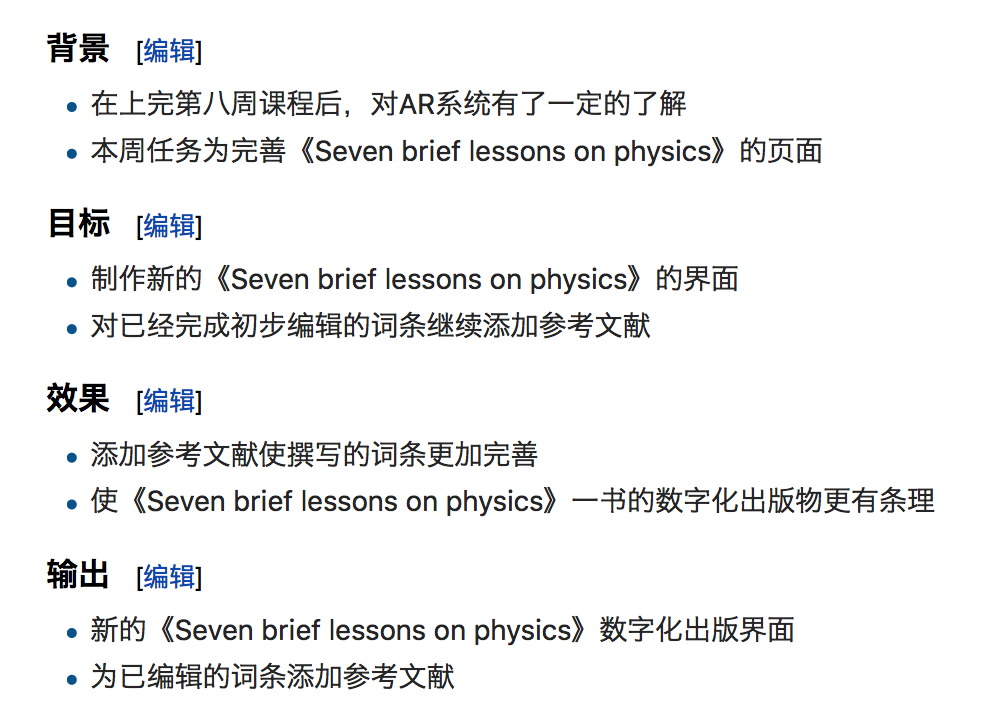 背景 [编辑]
在上完第八周课程后，对AR系统有了一定的了解
本周任务为完善《Seven brief lessons on physics》的页面
目标 [编辑]
制作新的《Seven brief lessons on physics》的界面
对已经完成初步编辑的词条继续添加参考文献
效果 [编辑]
添加参考文献使撰写的词条更加完善
使《Seven brief lessons on physics》一书的数字化出版物更有条理
输出 [编辑]
新的《Seven brief lessons on physics》数字化出版界面
为已编辑的词条添加参考文献